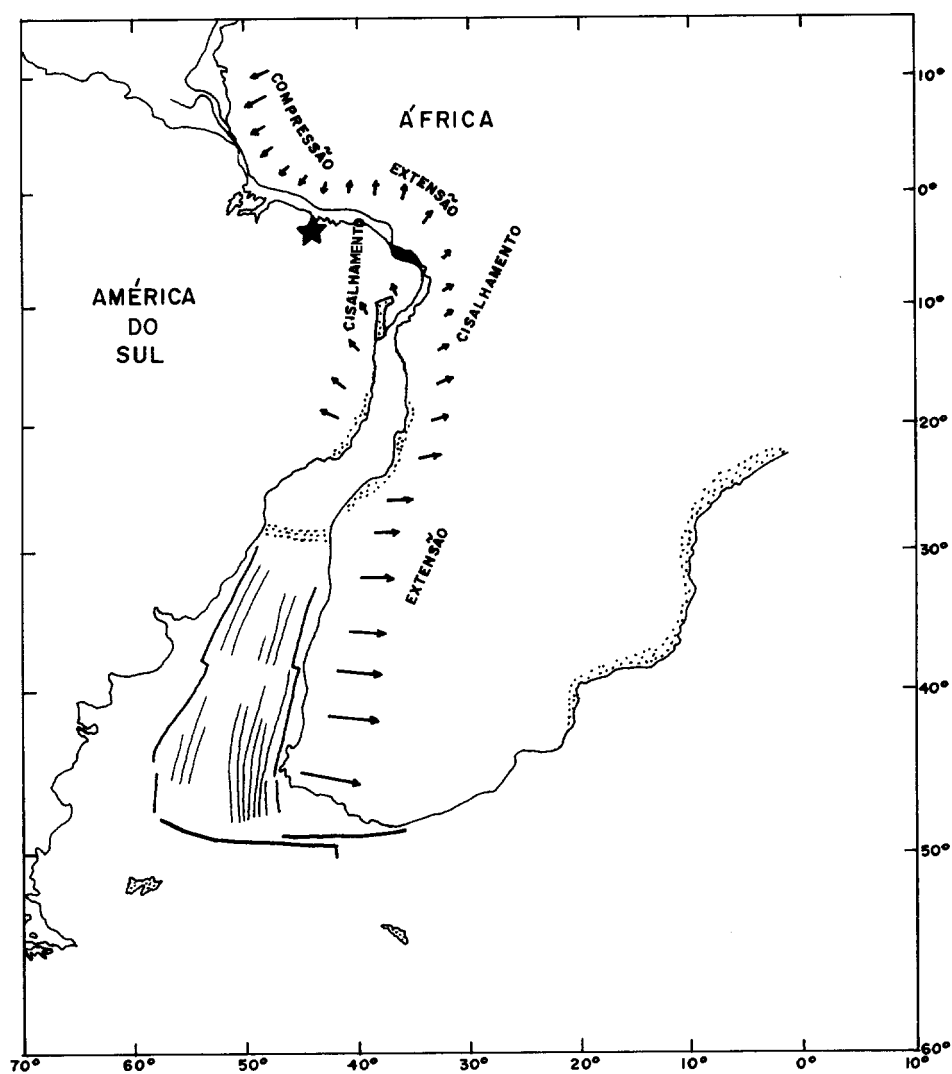 COMPRESSÃO
ÁFRICA
EXTENSÃO
CISALHAMENTO
CISALHAMENTO
AMÉRICA
DO
SUL
EXTENSÃO
10°
0°
10°
20°
30°
40°
50°
60°
70°
60°
50°
40°
30°
20°
10°
0°
10°